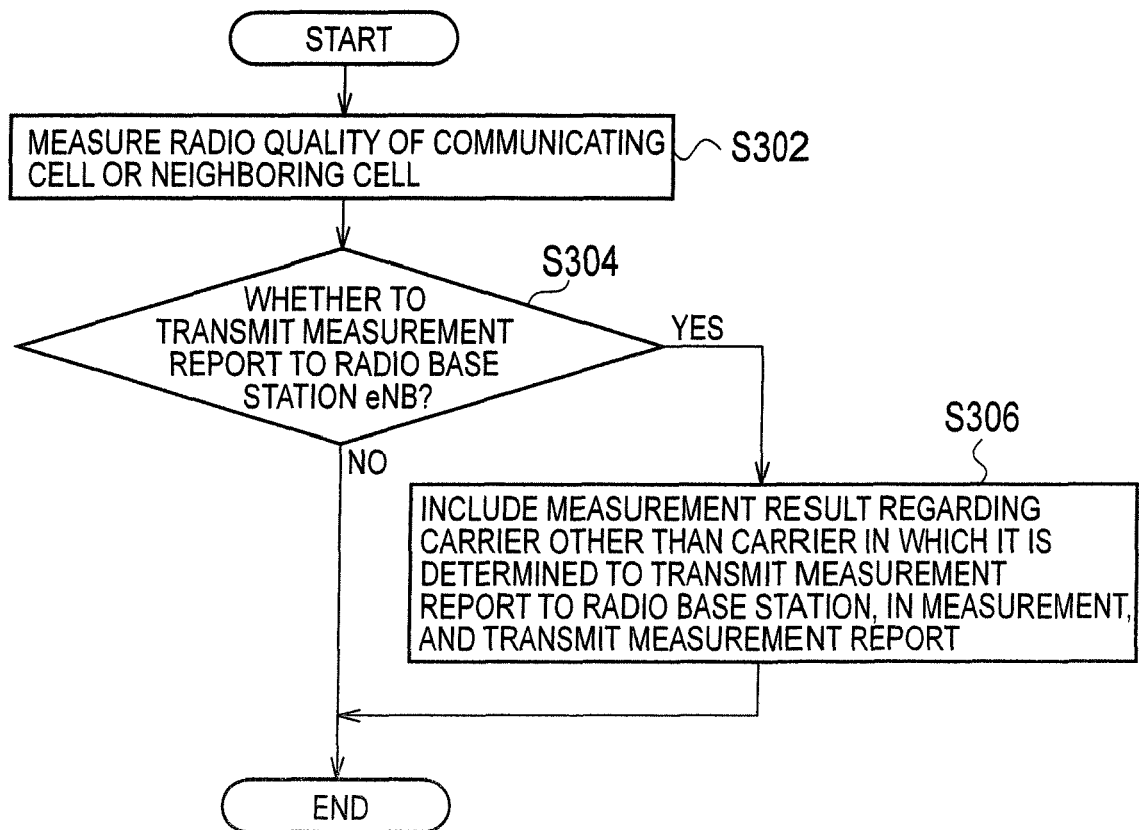 START
MEASURE RADIO QUALITY OF COMMUNICATING
CELL OR NEIGHBORING CELL
S302
S304
WHETHER TO
TRANSMIT MEASUREMENT
REPORT TO RADIO BASE
STATION eNB?
YES
NO
S306
INCLUDE MEASUREMENT RESULT REGARDING
CARRIER OTHER THAN CARRIER IN WHICH IT IS
DETERMINED TO TRANSMIT MEASUREMENT
REPORT TO RADIO BASE STATION, IN MEASUREMENT,
AND TRANSMIT MEASUREMENT REPORT
END